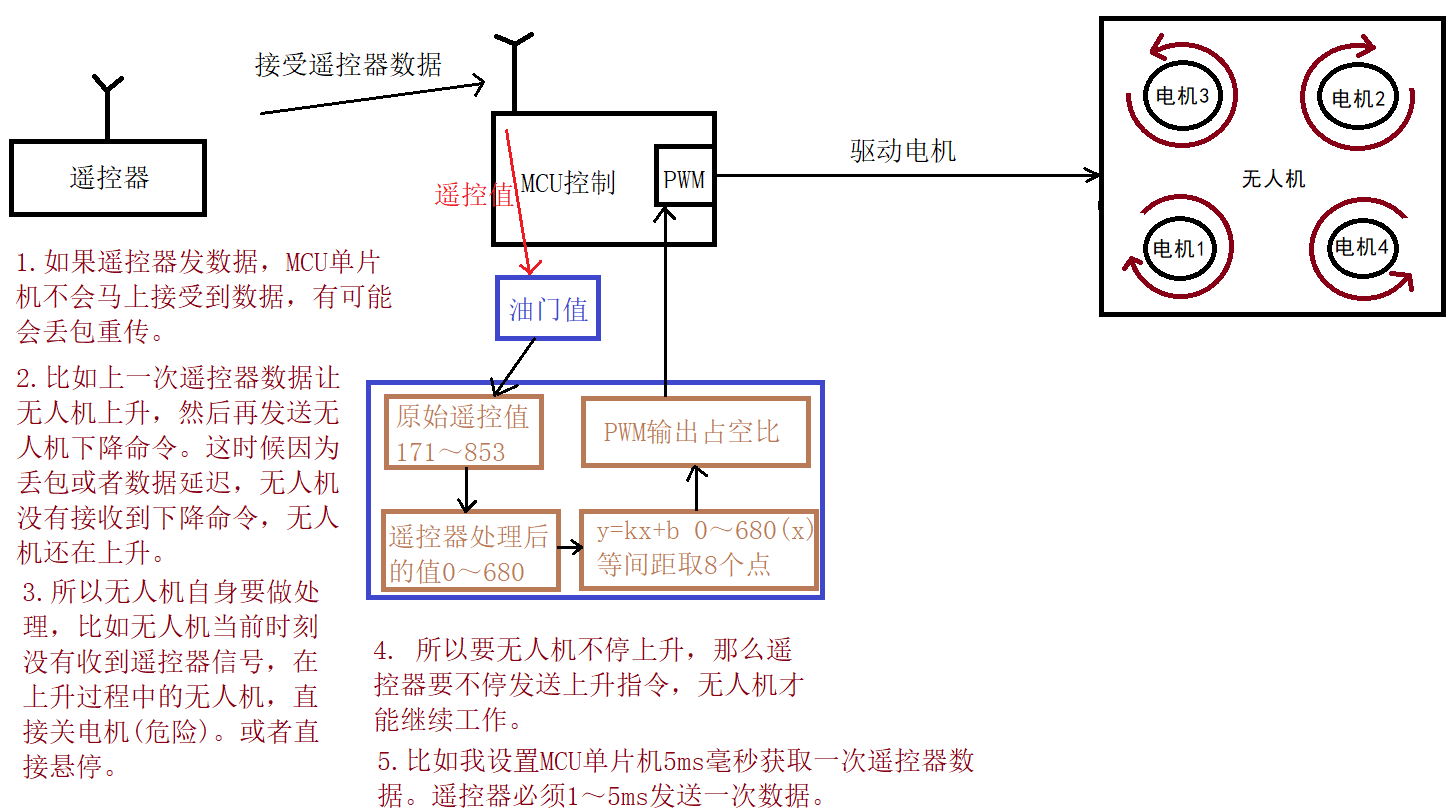 接受遥控器数据
遥控器
MCU控制
PWM
遥控值
驱动电机
电机3
电机2
无人机
电机1
电机4
油门值
原始遥控值
171～853
遥控器处理后
的值0～680
y=kx+b 0～680(x)
等间距取8个点
PWM输出占空比
1.如果遥控器发数据，MCU单片
机不会马上接受到数据，有可能
会丢包重传。
2.比如上一次遥控器数据让
无人机上升，然后再发送无
人机下降命令。这时候因为
丢包或者数据延迟，无人机
没有接收到下降命令，无人
机还在上升。
3.所以无人机自身要做处
理，比如无人机当前时刻
没有收到遥控器信号，在
上升过程中的无人机，直
接关电机(危险)。或者直
接悬停。
4. 所以要无人机不停上升，那么遥
控器要不停发送上升指令，无人机才
能继续工作。
5.比如我设置MCU单片机5ms毫秒获取一次遥控器数
据。遥控器必须1～5ms发送一次数据。